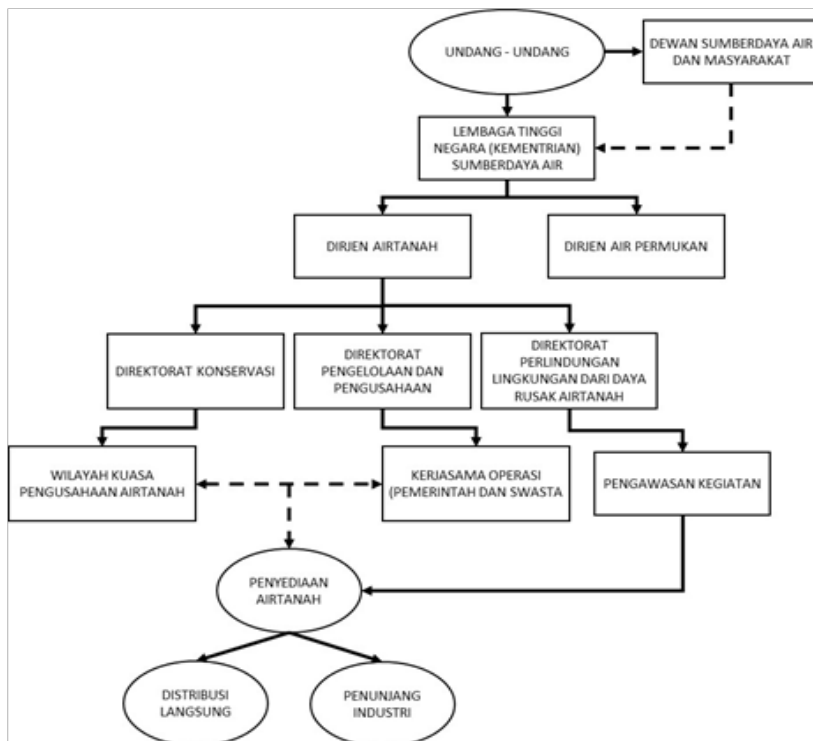 UNDANG - UNDANG
DEWAN SUMBERDAYA AIR
DAN MASYARAKAT
LEMBAGA TINGGI
NEGARA (KEMENTRIAN)
SUMBERDAYA AIR
DIRJEN AIRTANAH
DIRJEN AIR PERMUKAN
DIREKTORAT KONSERVASI
DIREKTORAT
PENGELOLAAN DAN
PENGUSAHAAN
DIREKTORAT
PERLINDUNGAN
LINGKUNGAN DARI DAYA
RUSAK AIRTANAH
WILAYAH KUASA
PENGUSAHAAN AIRTANAH
KERJASAMA OPERASI
(PEMERINTAH DAN SWASTA
PENGAWASAN KEGIATAN
PENYEDIAAN
AIRTANAH
DISTRIBUSI
LANGSUNG
PENUNJANG
INDUSTRI